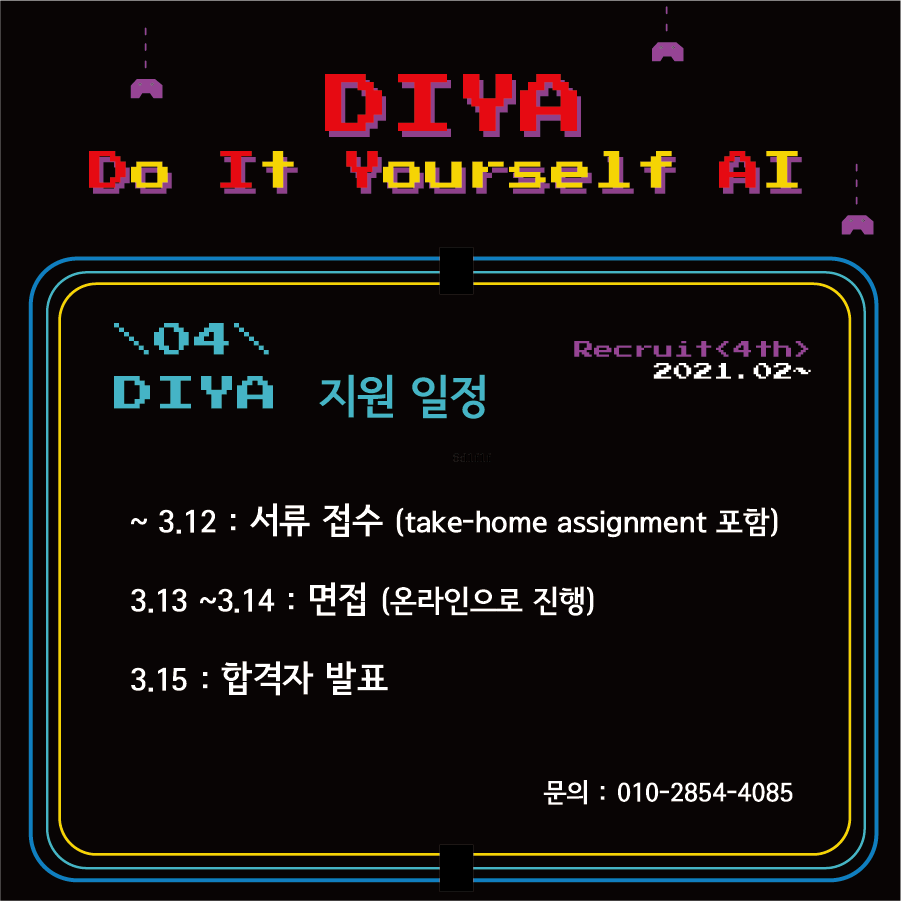 DIYA
Do It Yourself AI
\04\
DIYA 지원 일정
Recruit<4th>
2021.02~
~ 3.12 : 서류 접수 (take-home assignment 포함)
3.13 ~3.14 : 면접 (온라인으로 진행)
3.15 : 합격자 발표
문의 : 010-2854-4085